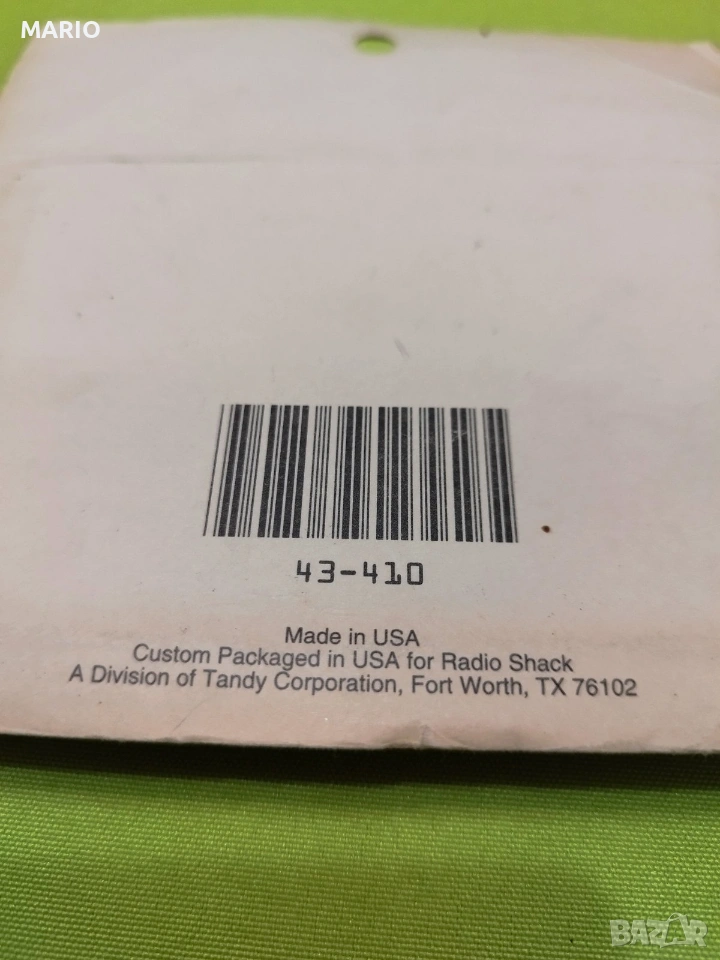 MARIO
43-410
Made in USA
Custom Packaged in USA for Radio Shack
A Division of Tandy Corporation, Fort Worth, TX 76102
BAZAR